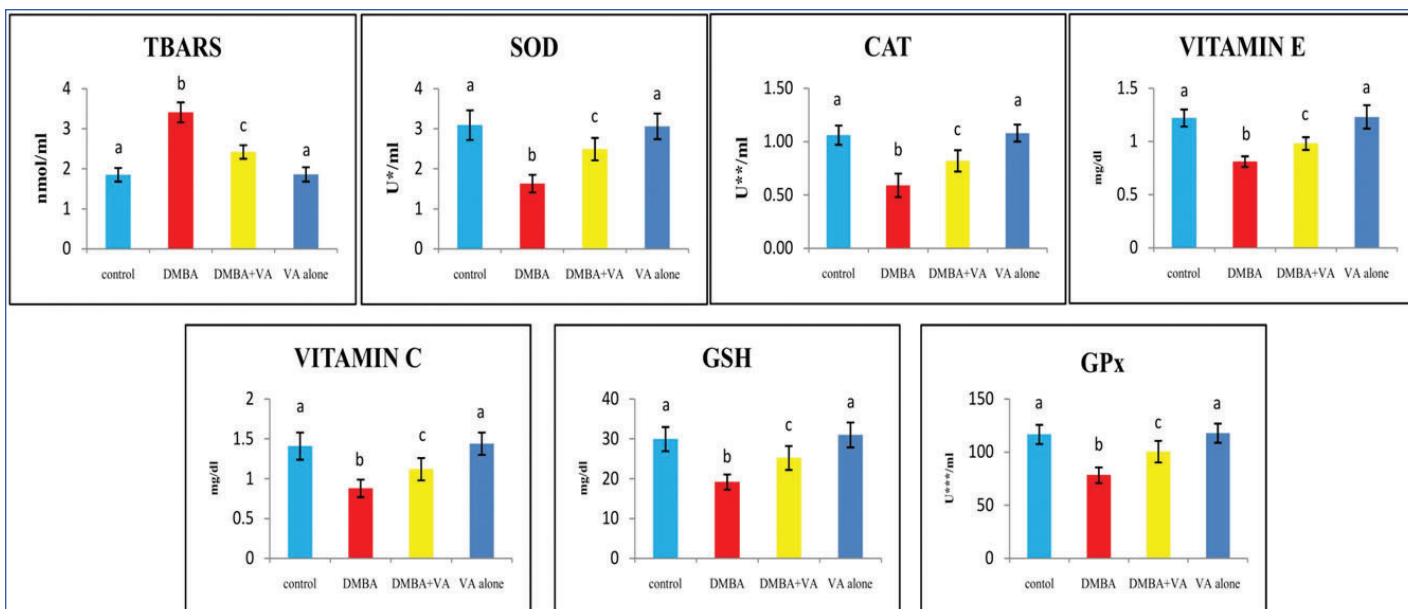 TBARS
nmol/ml
4
3
2
1
0
a
b
c
a
control DMBA DMBA+VA VA alone
SOD
U*/ml
4
3
2
1
0
a
b
c
a
control DMBA DMBA+VA VA alone
CAT
U**/ml
1.50
1.00
0.50
0.00
a
b
c
a
control DMBA DMBA+VA VA alone
VITAMIN E
mg/dl
1.5
1
0.5
0
a
b
c
a
control DMBA DMBA+VA VA alone
VITAMIN C
mg/dl
2
1.5
1
0.5
0
a
b
c
a
control DMBA DMBA+VA VA alone
GSH
mg/dl
40
30
20
10
0
a
b
c
a
control DMBA DMBA+VA VA alone
GPx
U***/ml
150
100
50
0
a
b
c
a
contol DMBA DMBA+VA VA alone